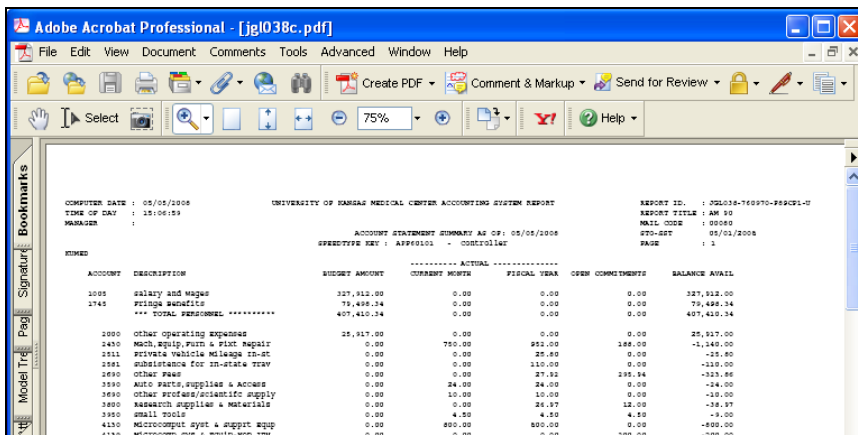 Adobe Acrobat Professional - [jgl038c.pdf]
File Edit View Document Comments Tools Advanced Window Help
Create PDF Comment & Markup Send for Review
Select 75% Y! Help
Bookmarks
Signature
Pag
Model Tre
COMPUTER DATE : 05/05/2008 UNIVERSITY OF KANSAS MEDICAL CENTER ACCOUNTING SYSTEM REPORT REPORT ID. : JGL038-760970-P89CP1-U
TIME OF DAY : 15:06:59 REPORT TITLE : AM 90
MANAGER : MAIL CODE : 00080
ACCOUNT STATEMENT SUMMARY AS OF: 05/05/2008 STO-SST 05/01/2008
SPEEDTYPE KEY : APP60101 - Controller PAGE : 1
KUMED ---------- ACTUAL -------------
ACCOUNT DESCRIPTION BUDGET AMOUNT CURRENT MONTH FISCAL YEAR OPEN COMMITMENTS BALANCE AVAIL
1005 Salary and Wages 327,912.00 0.00 0.00 0.00 327,912.00
1745 Fringe Benefits 79,498.34 0.00 0.00 0.00 79,498.34
*** TOTAL PERSONNEL ********** 407,410.34 0.00 0.00 0.00 407,410.34
2000 Other Operating Expenses 25,917.00 0.00 0.00 0.00 25,917.00
2430 Mach,Equip,Furn & Fixt Repair 0.00 750.00 952.00 188.00 -1,140.00
2511 Private Vehicle Mileage In-St 0.00 0.00 25.80 0.00 -25.80
2581 Subsistence for In-State Trav 0.00 0.00 110.00 0.00 -110.00
2690 Other Fees 0.00 0.00 27.92 295.94 -323.86
3590 Auto Parts,Supplies & Access 0.00 24.00 24.00 0.00 -24.00
3690 Other Profess/Scientifc Supply 0.00 10.00 10.00 0.00 -10.00
3800 Research Supplies & Materials 0.00 0.00 26.97 12.00 -38.97
3950 Small Tools 0.00 4.50 4.50 4.50 -9.00
4130 Microcomput Syst & Supprt Equp 0.00 800.00 800.00 0.00 -800.00